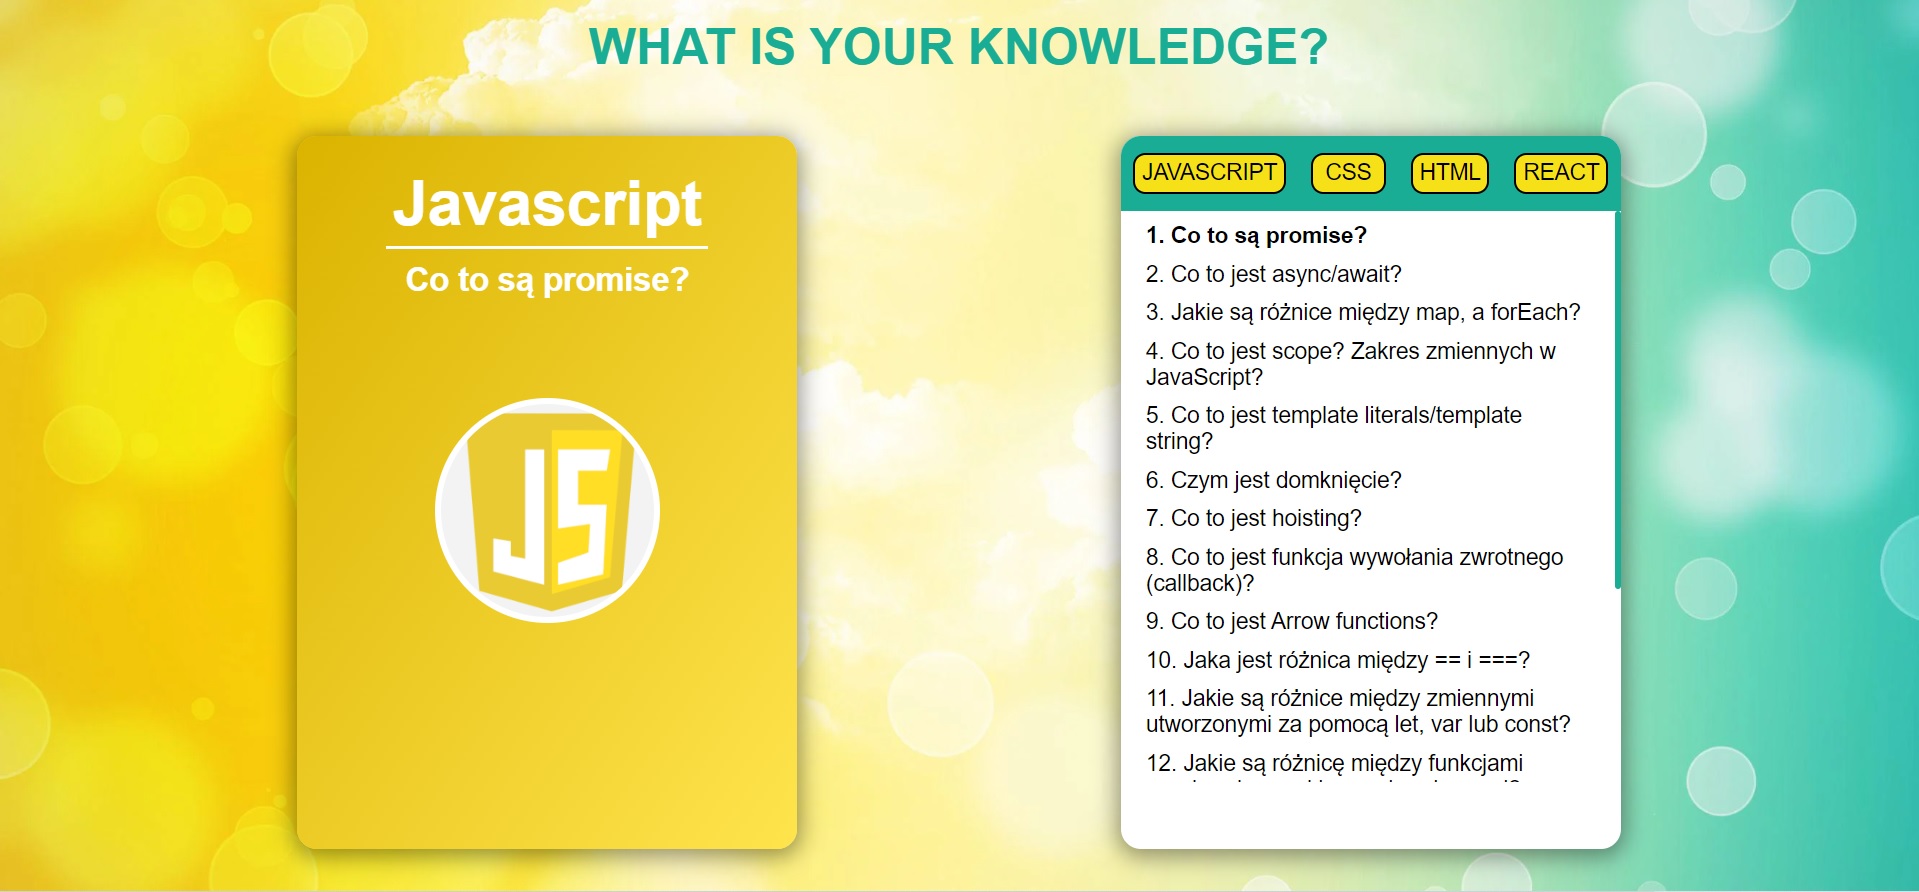 WHAT IS YOUR KNOWLEDGE?
Javascript
Co to są promise?
JS
JAVASCRIPT CSS HTML REACT
1. Co to są promise?
2. Co to jest async/await?
3. Jakie są różnice między map, a forEach?
4. Co to jest scope? Zakres zmiennych w
JavaScript?
5. Co to jest template literals/template
string?
6. Czym jest domknięcie?
7. Co to jest hoisting?
8. Co to jest funkcja wywołania zwrotnego
(callback)?
9. Co to jest Arrow functions?
10. Jaka jest różnica między == i ===?
11. Jakie są różnice między zmiennymi
utworzonymi za pomocą let, var lub const?
12. Jakie są różnicę między funkcjami